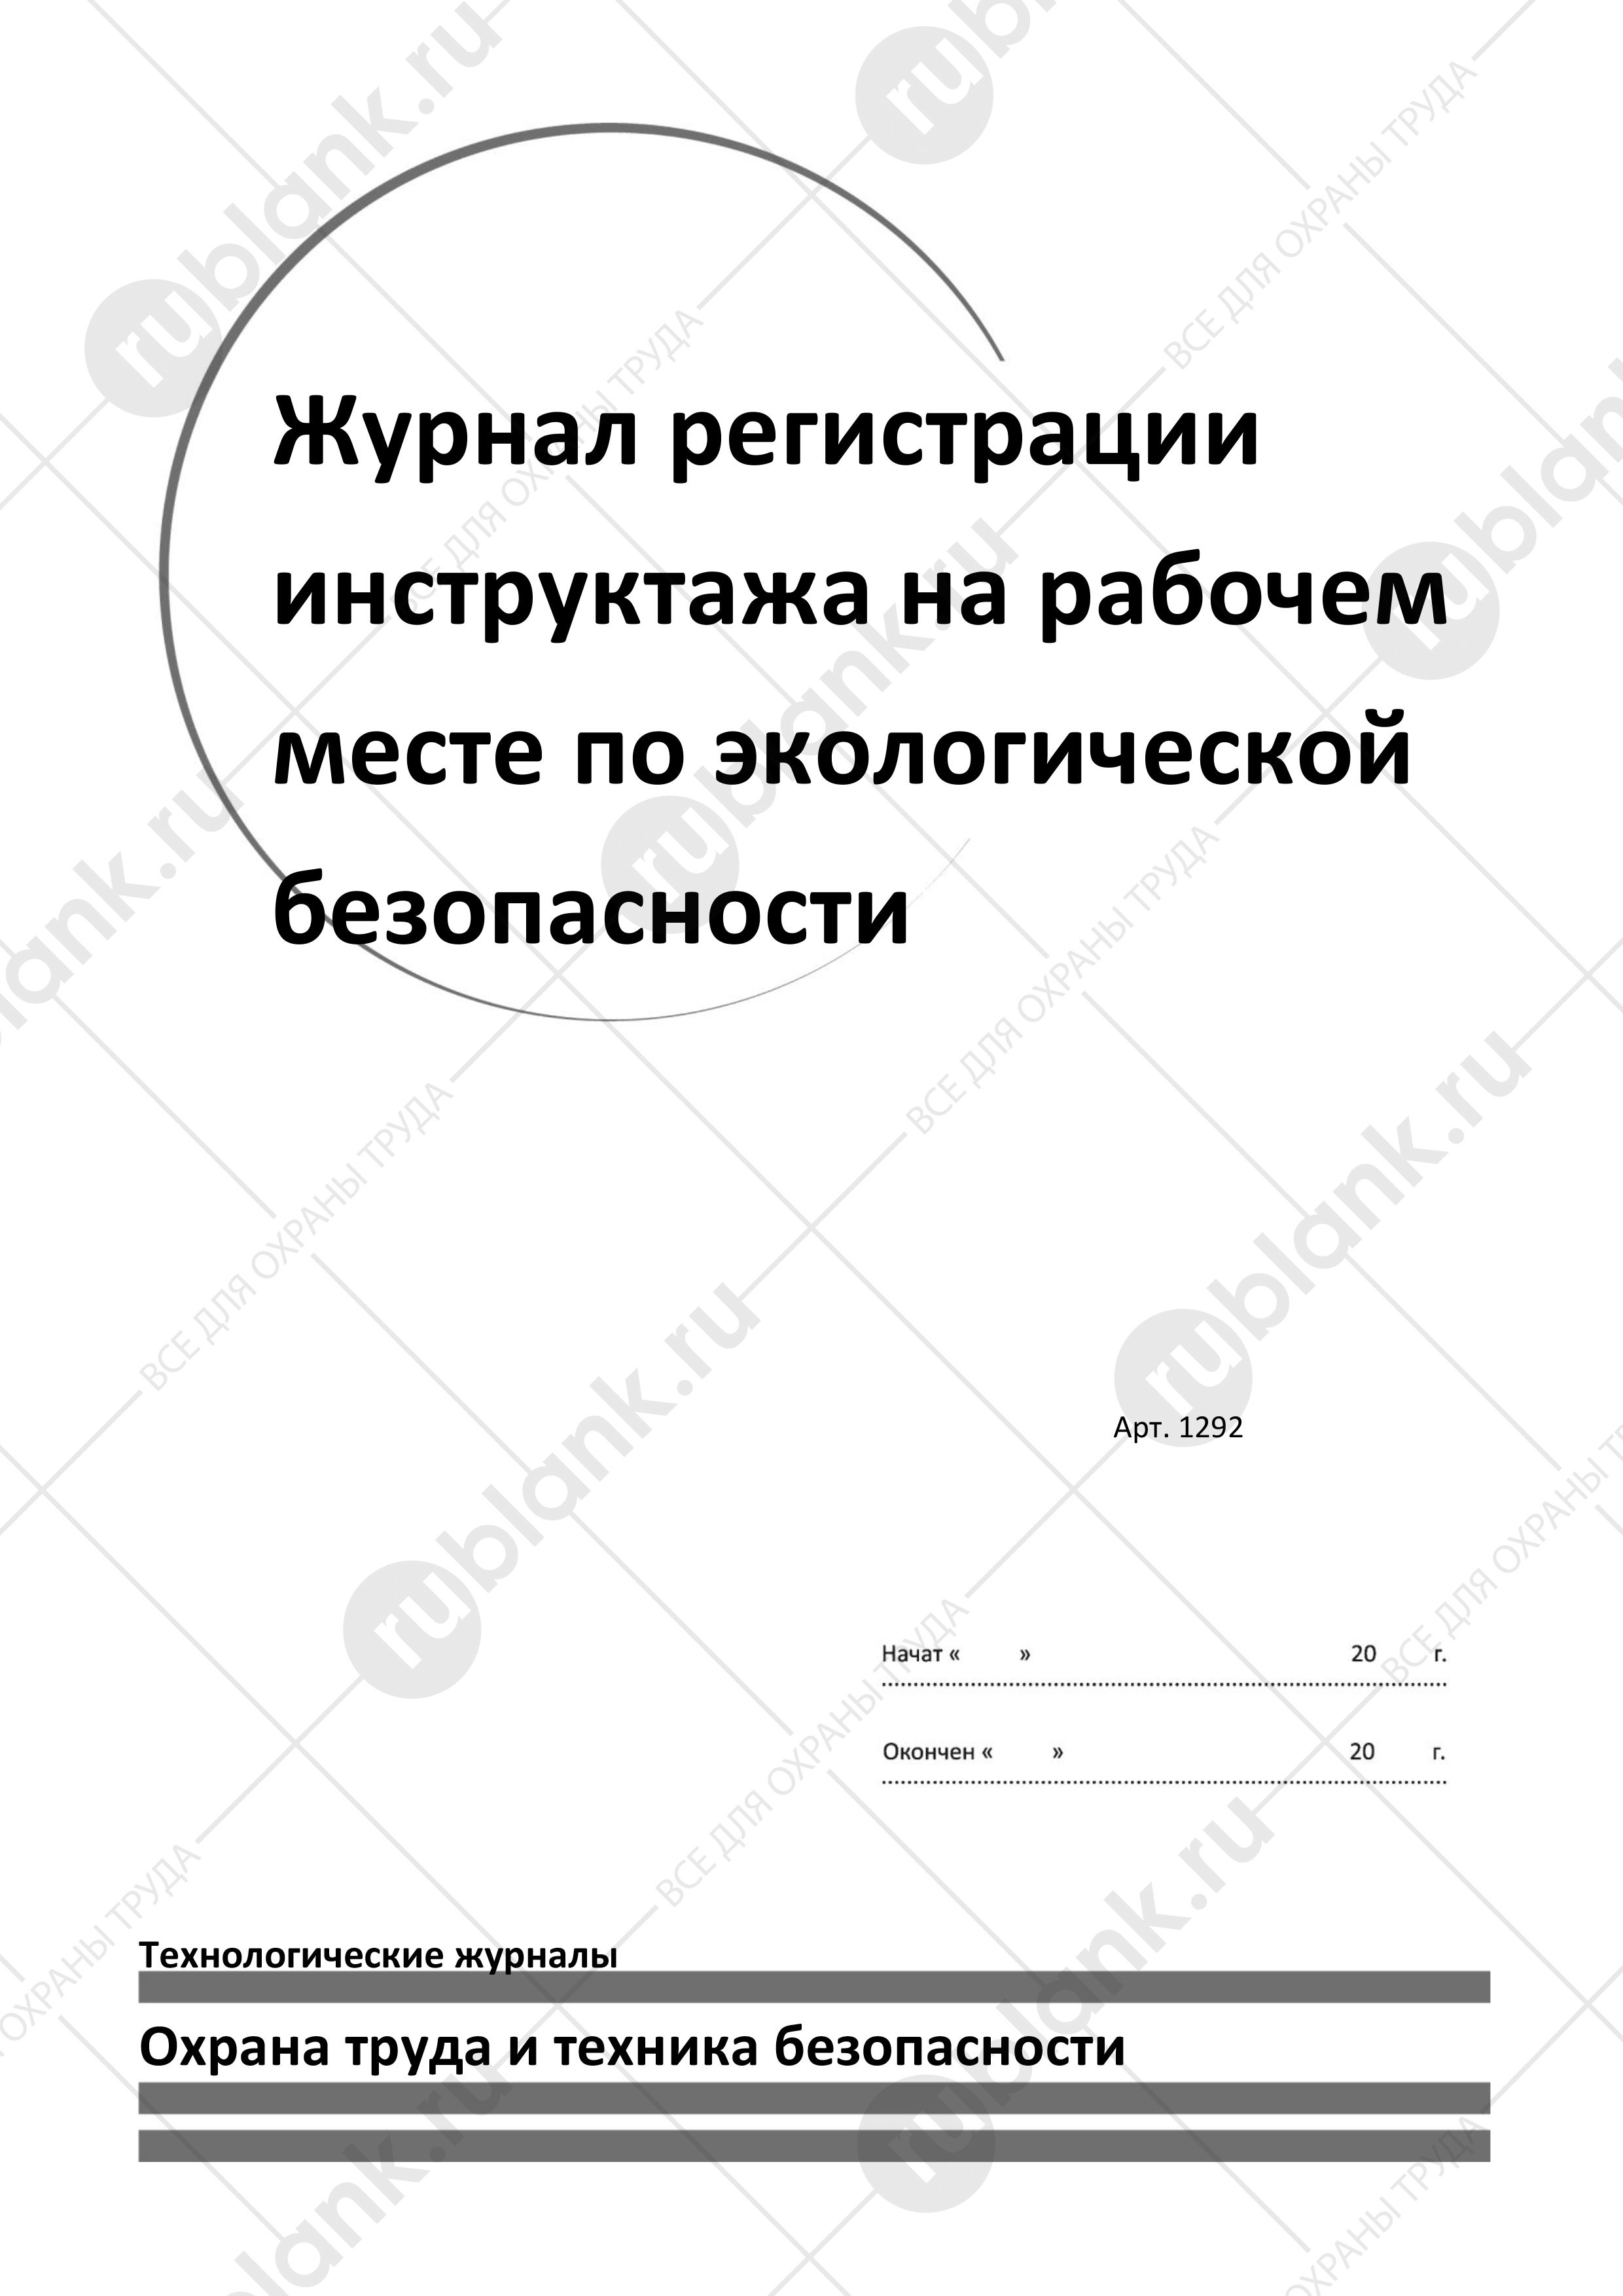 Журнал регистрации
инструктажа на рабочем
месте по экологической
безопасности
Арт. 1292
Начат « » 20 г.
Окончен « » 20 г.
Технологические журналы
Охрана труда и техника безопасности
rublank.ru
ВСЕ ДЛЯ ОХРАНЫ ТРУДА